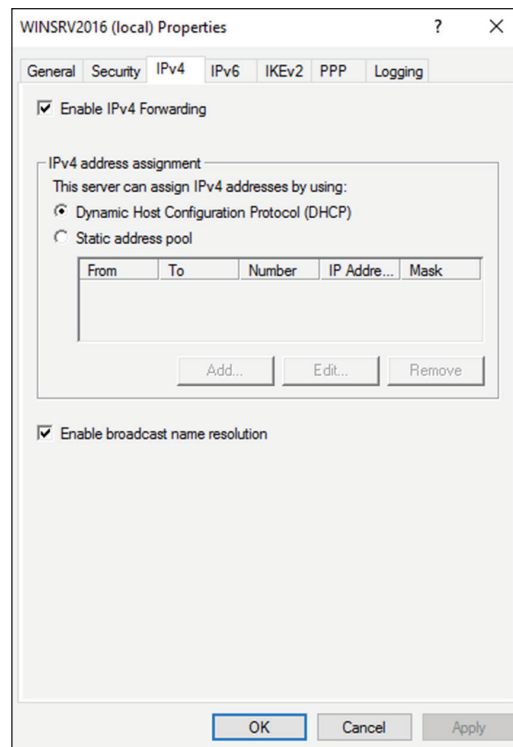 WINSRV2016 (local) Properties ? ×
General Security IPv4 IPv6 IKEv2 PPP Logging
Enable IPv4 Forwarding
IPv4 address assignment
This server can assign IPv4 addresses by using:
Dynamic Host Configuration Protocol (DHCP)
Static address pool
From To Number IP Addre... Mask
Add... Edit... Remove
Enable broadcast name resolution
OK Cancel Apply